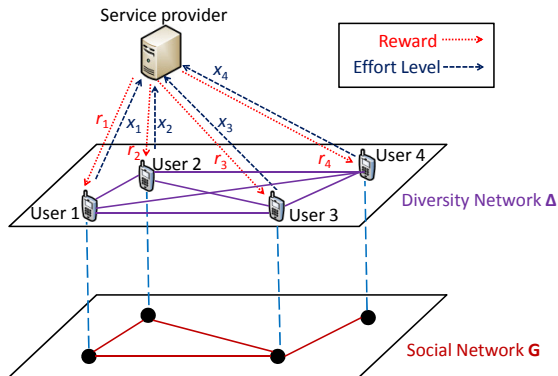 Service provider
Reward
Effort Level
x4
r1
x1
x2
x3
r2
r3
r4
User 4
User 2
User 1
User 3
Diversity Network Δ
Social Network G